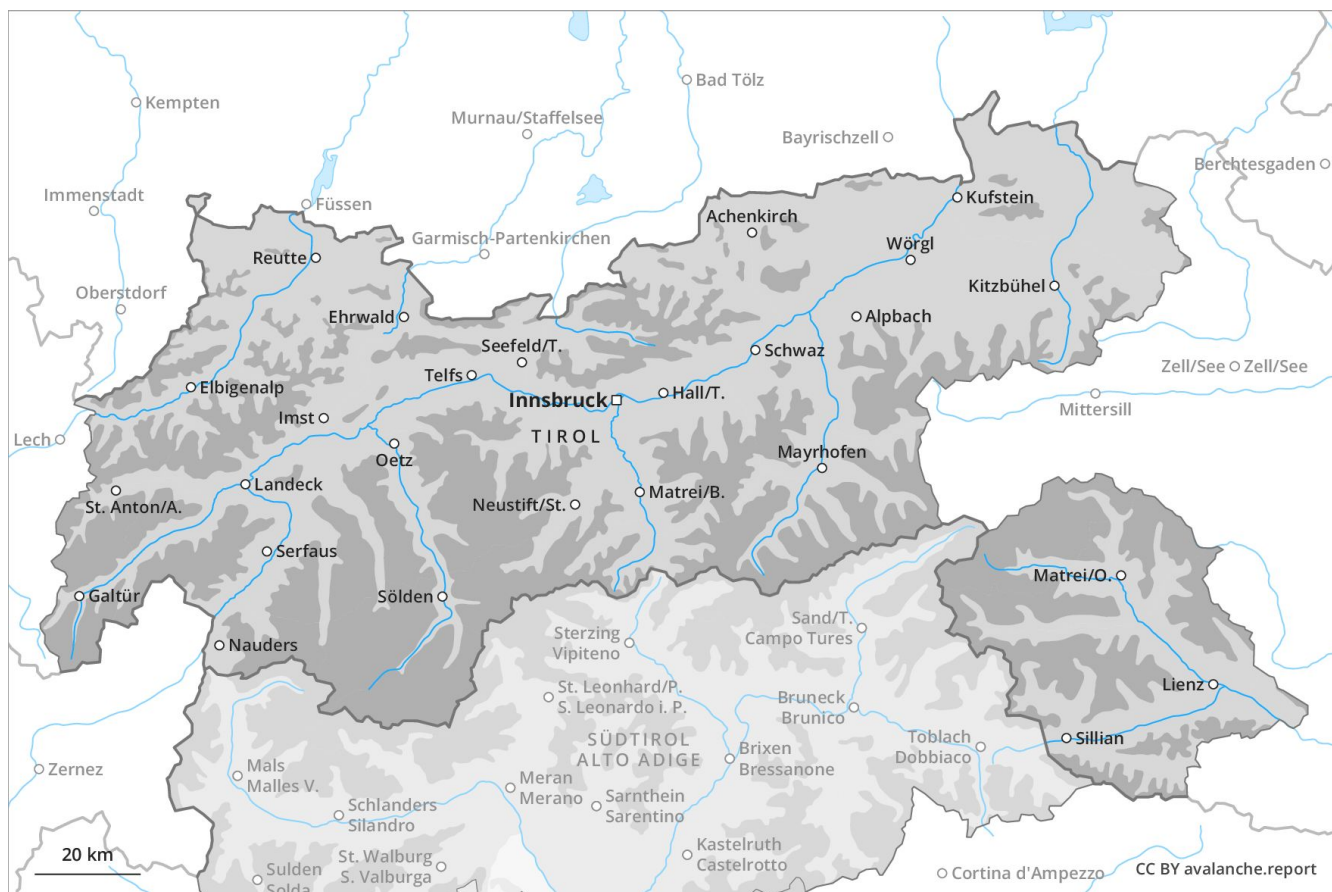 Kempten
Bad Tölz
Murnau/Staffelsee
Bayrischzell
Berchtesgaden
Immenstadt
Füssen
Kufstein
Achenkirch
Garmisch-Partenkirchen
Wörgl
Reutte
Oberstdorf
Kitzbühel
Ehrwald
Alpbach
Seefeld/T.
Schwaz
Telfs
Zell/See
Zell/See
Elbigenalp
Innsbruck
Hall/T.
Mittersill
Imst
Lech
TIROL
Oetz
Mayrhofen
Landeck
St. Anton/A.
Neustift/St.
Matrei/B.
Serfaus
Matrei/O.
Galtür
Sölden
Sand/T.
Campo Tures
Sterzing
Vipiteno
Nauders
Lienz
St. Leonhard/P.
S. Leonardo i. P.
Bruneck
Brunico
SÜDTIROL
ALTO ADIGE
Toblach
Dobbiaco
Sillian
Brixen
Bressanone
Zernez
Mals
Malles V.
Meran
Merano
Schlanders
Silandro
Sarnthein
Sarentino
Kastelruth
Castelrotto
20 km
St. Walburg
S. Valburga
Sulden
Solda
Cortina d'Ampezzo
CC BY avalanche.report